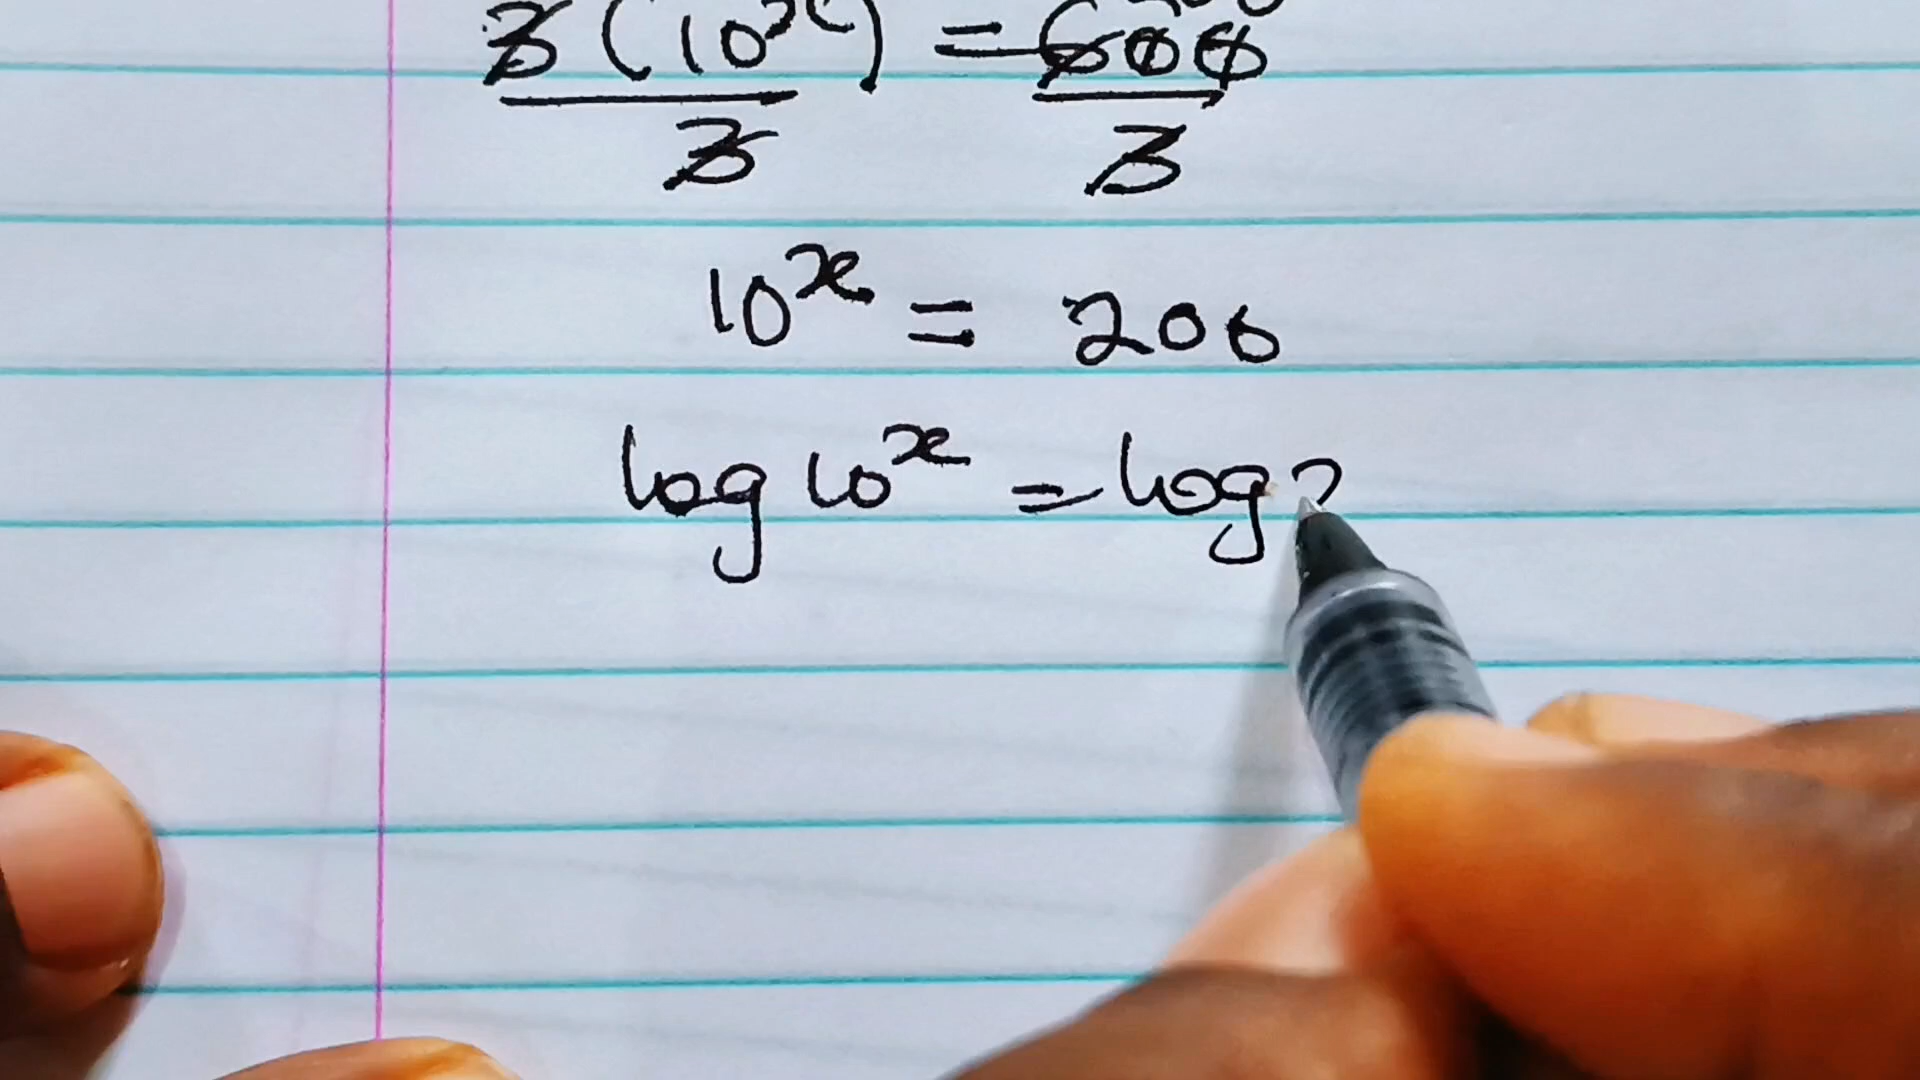 3(10^x) = 600
3 3
10^x = 200
log 10^x = log 2